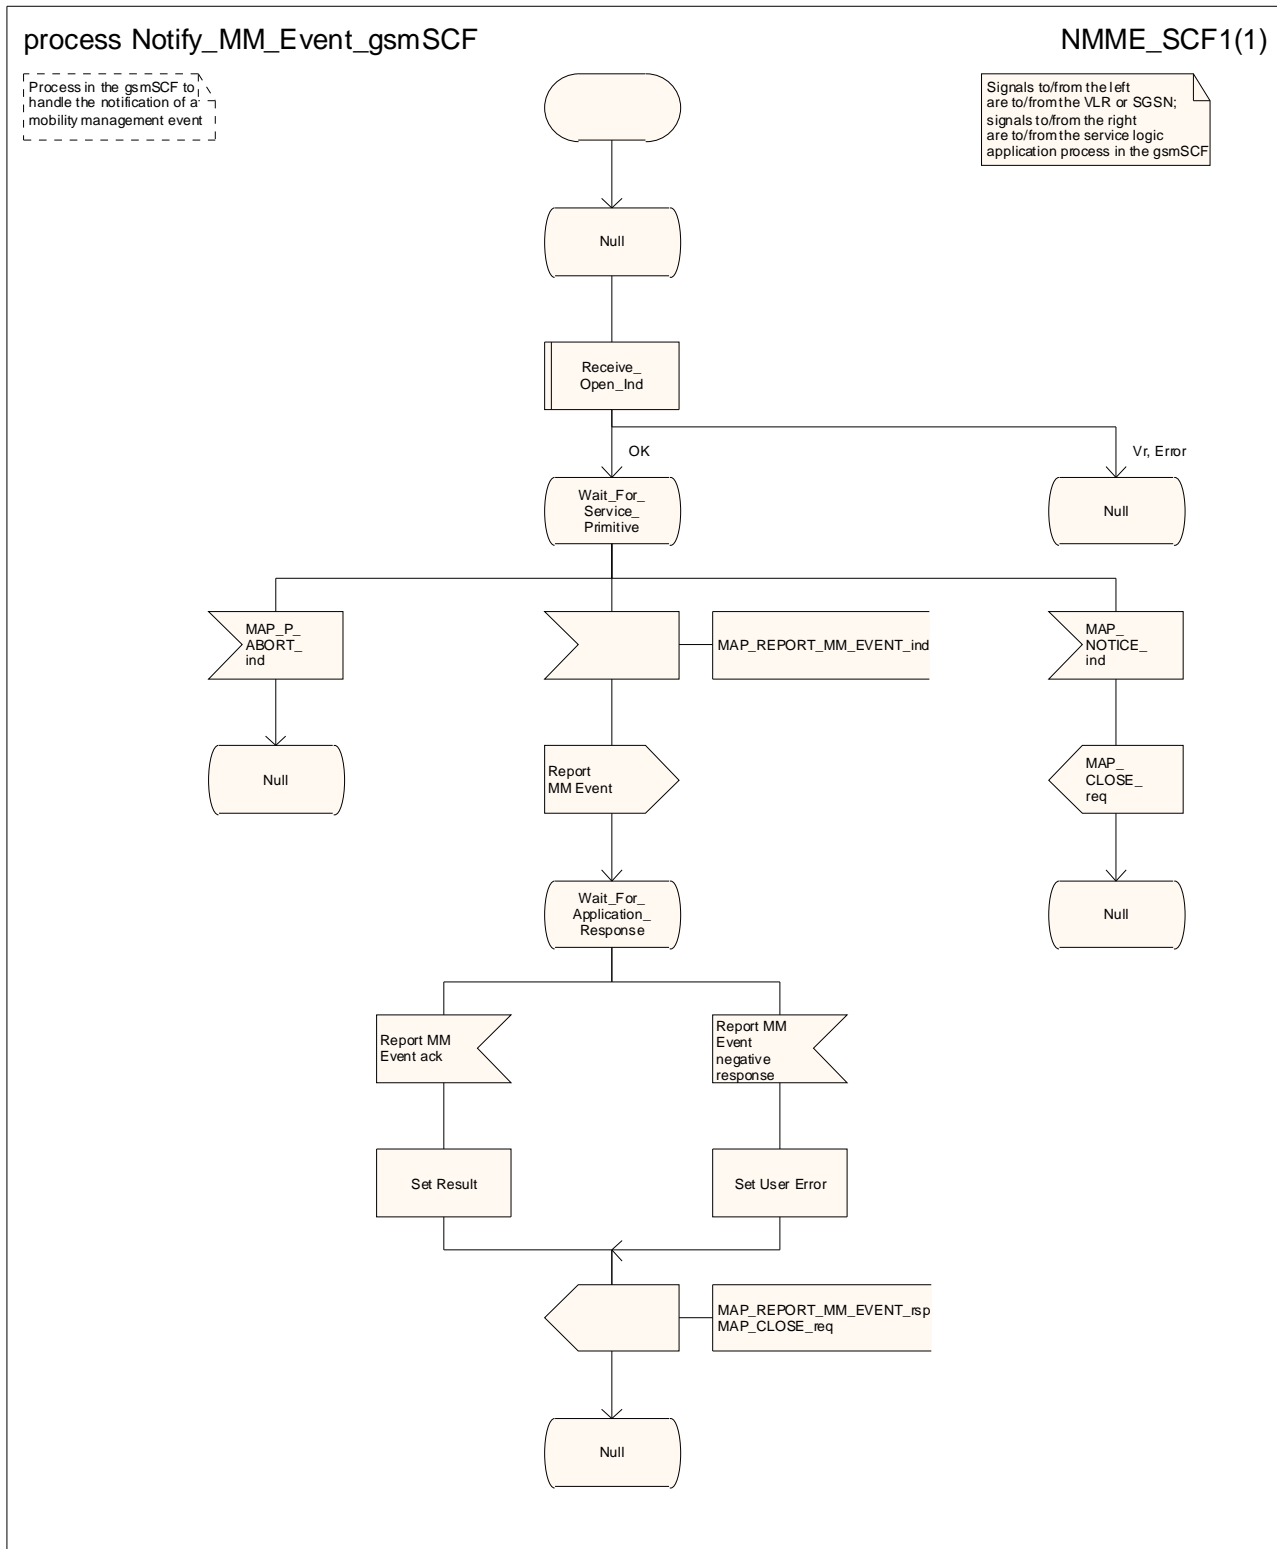 process Notify_MM_Event_gsmSCF
NMME_SCF1(1)
Process in the gsmSCF to
handle the notification of a
mobility management event
Signals to/from the left
are to/from the VLR or SGSN;
signals to/from the right
are to/from the service logic
application process in the gsmSCF
Null
Receive_
Open_Ind
OK
Vr, Error
Wait_For_
Service_
Primitive
Null
MAP_P_
ABORT_
ind
MAP_REPORT_MM_EVENT_ind
MAP_
NOTICE_
ind
Null
Report
MM Event
MAP_
CLOSE_
req
Wait_For_
Application_
Response
Null
Report MM
Event ack
Report MM
Event
negative
response
Set Result
Set User Error
MAP_REPORT_MM_EVENT_rsp
MAP_CLOSE_req
Null